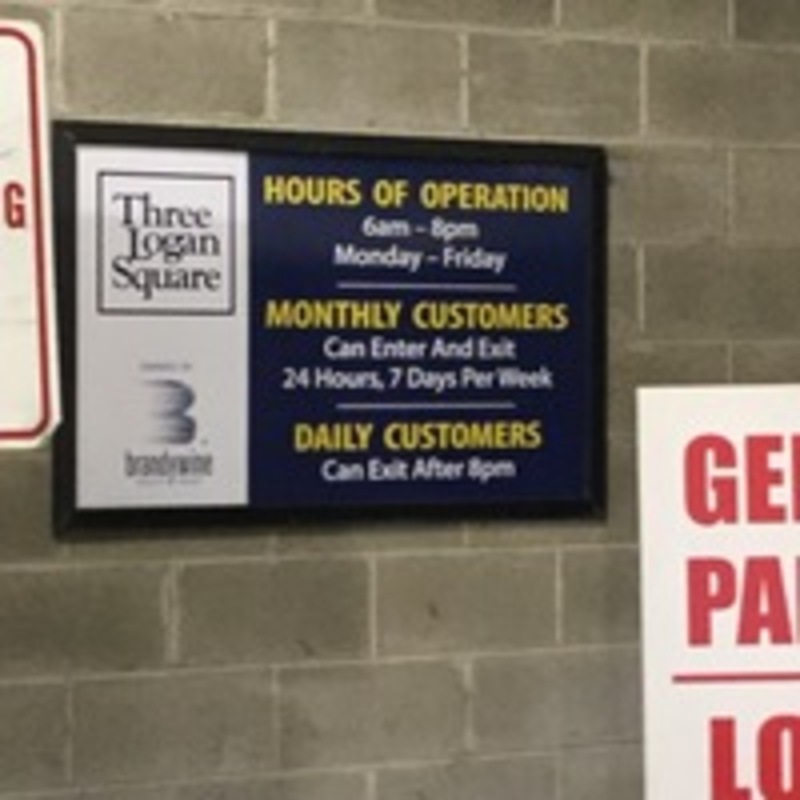 G
Three
Logan
Square
brandywine
HOURS OF OPERATION
6am – 8pm
Monday – Friday
MONTHLY CUSTOMERS
Can Enter And Exit
24 Hours, 7 Days Per Week
DAILY CUSTOMERS
Can Exit After 8pm
PA
LO